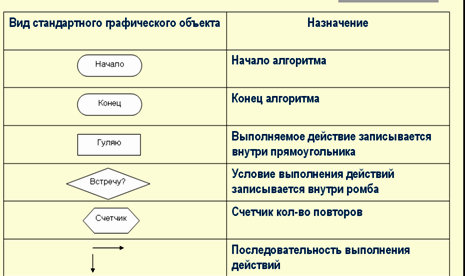 Вид стандартного графического объекта
Назначение
Начало
Начало алгоритма
Конец
Конец алгоритма
Гуляю
Выполняемое действие записывается
внутри прямоугольника
Встречу?
Условие выполнения действий
записывается внутри ромба
Счетчик
Счетчик кол-во повторов
Последовательность выполнения
действий